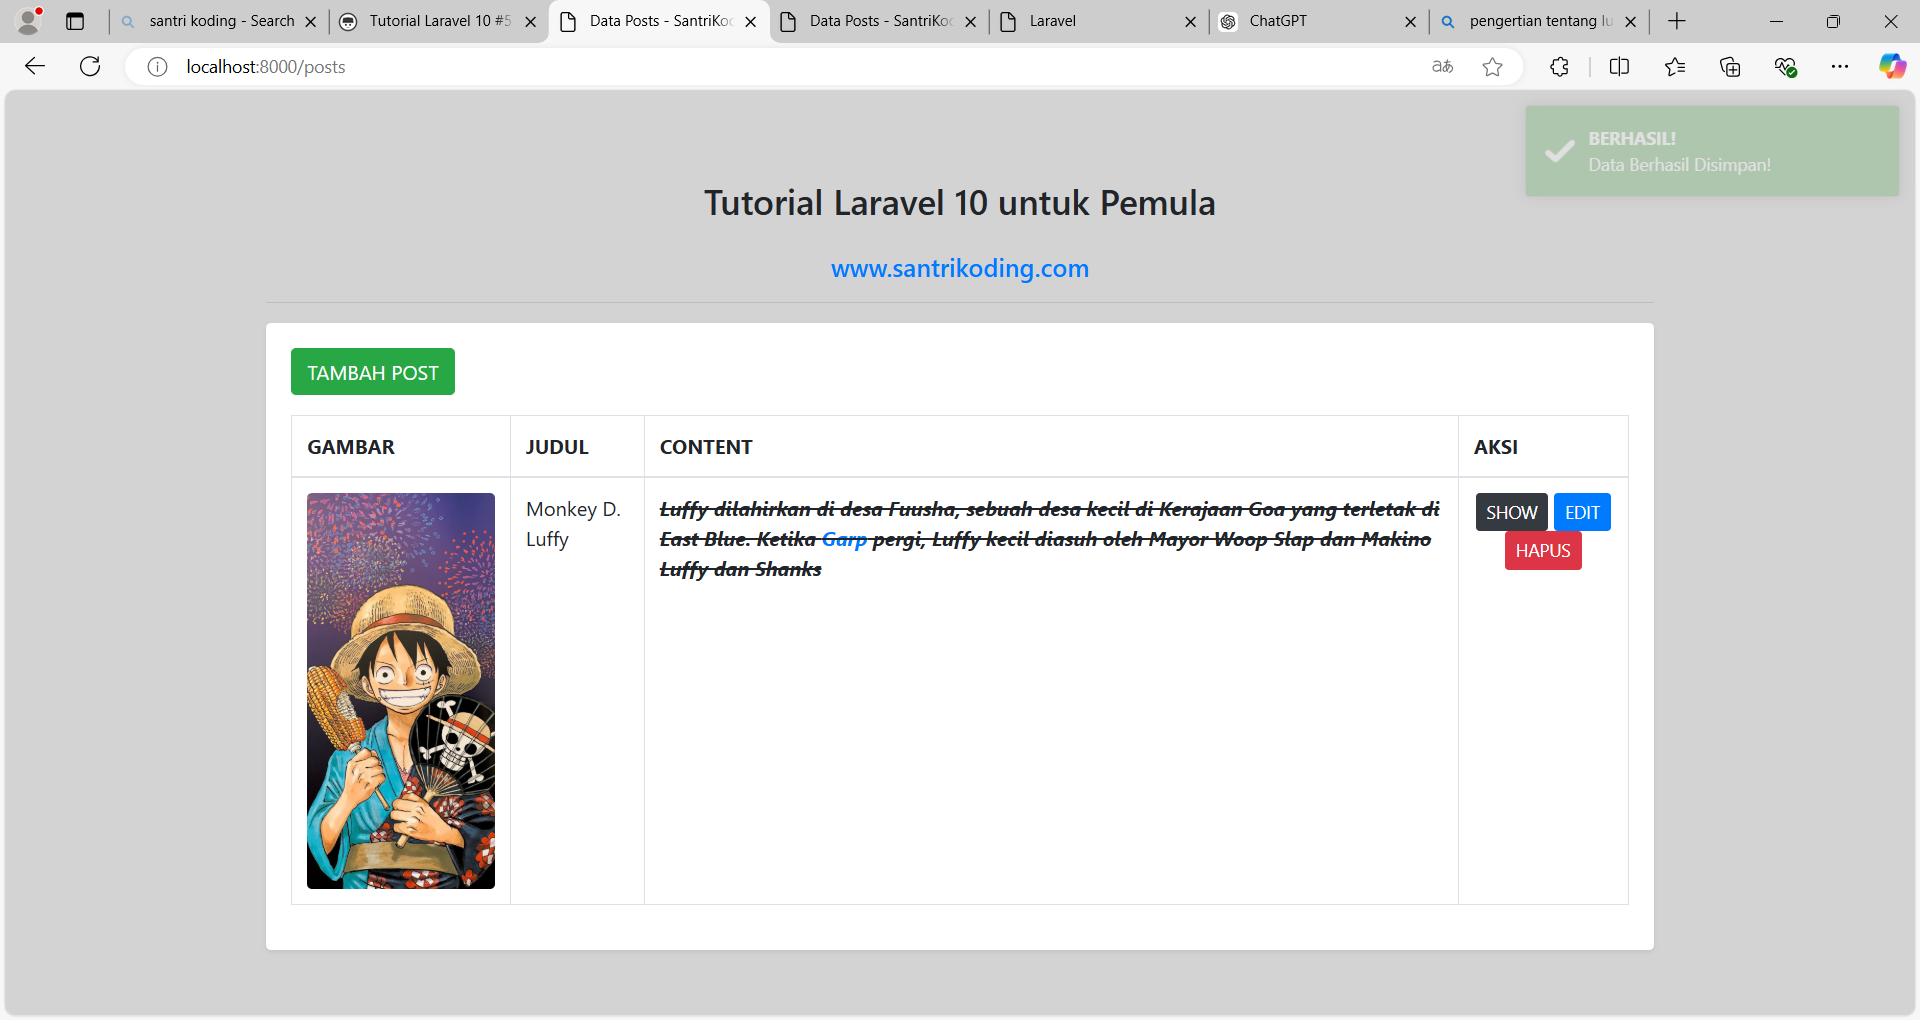 santri koding - Search
Tutorial Laravel 10 #5
Data Posts - SantriKo
Data Posts - SantriKo
Laravel
ChatGPT
pengertian tentang lu
localhost:8000/posts
BERHASIL!
Data Berhasil Disimpan!
Tutorial Laravel 10 untuk Pemula
www.santrikoding.com
TAMBAH POST
GAMBAR JUDUL CONTENT AKSI
Monkey D.
Luffy
Luffy dilahirkan di desa Fuusha, sebuah desa kecil di Kerajaan Goa yang terletak di
East Blue. Ketika Garp pergi, Luffy kecil diasuh oleh Mayor Woop Slap dan Makino
Luffy dan Shanks
SHOW EDIT
HAPUS